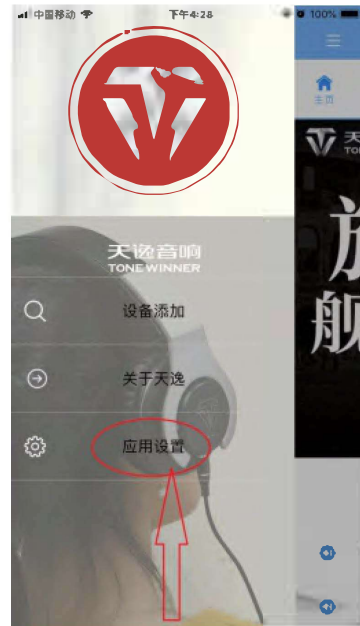 中国移动
下午4:28
100%
主页
天逸音响
TONE WINNER
设备添加
关于天逸
应用设置